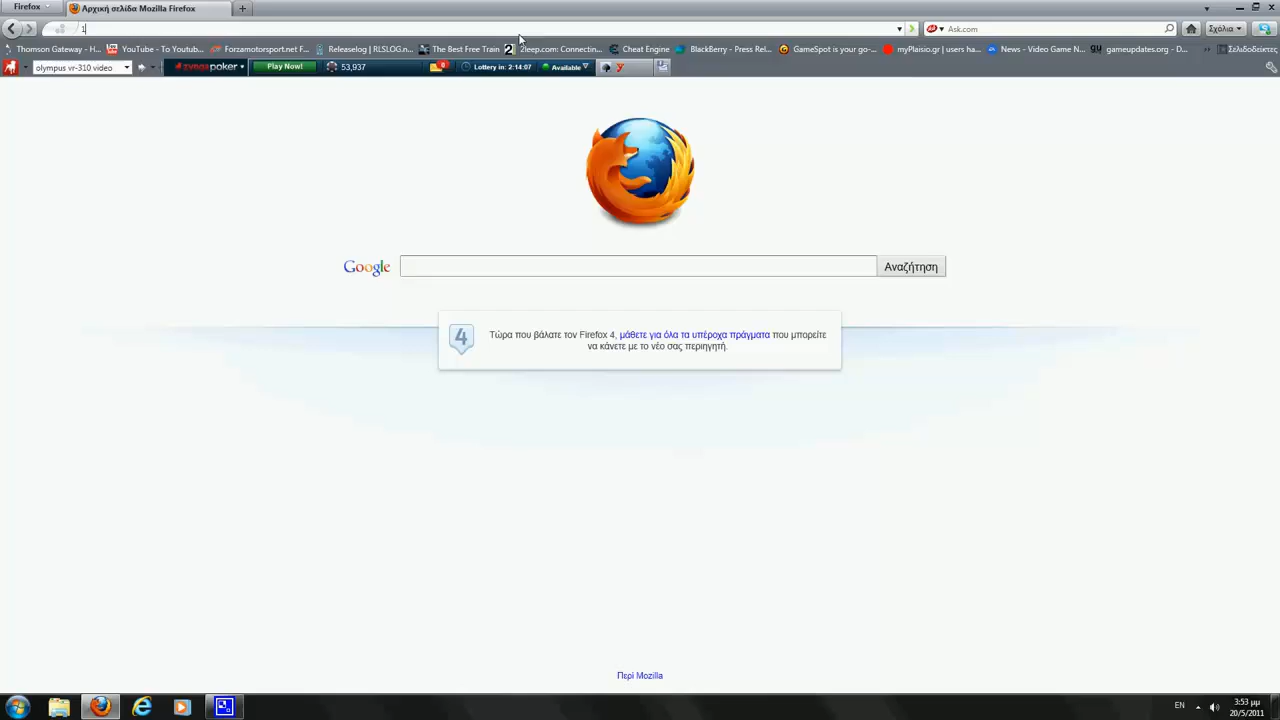 Firefox
Αρχική σελίδα Mozilla Firefox
1
Ask.com
Σχόλια
Thomson Gateway - H...
YouTube - To Youtub...
Forzamotorsport.net F...
Releaselog | RLSLOG.n...
The Best Free Train
2leep.com: Connectin...
Cheat Engine
BlackBerry - Press Rel...
GameSpot is your go-...
myPlaisio.gr | users ha...
News - Video Game N...
gameupdates.org - D...
Σελιδοδείκτες
olympus vr-310 video
zynga poker
Play Now!
53,937
Lottery in: 2:14:07
Available
Google
Αναζήτηση
4
Τώρα που βάλατε τον Firefox 4, μάθετε για όλα τα υπέροχα πράγματα που μπορείτε
να κάνετε με το νέο σας περιηγητή.
Περί Mozilla
EN
3:53 μμ
20/5/2011